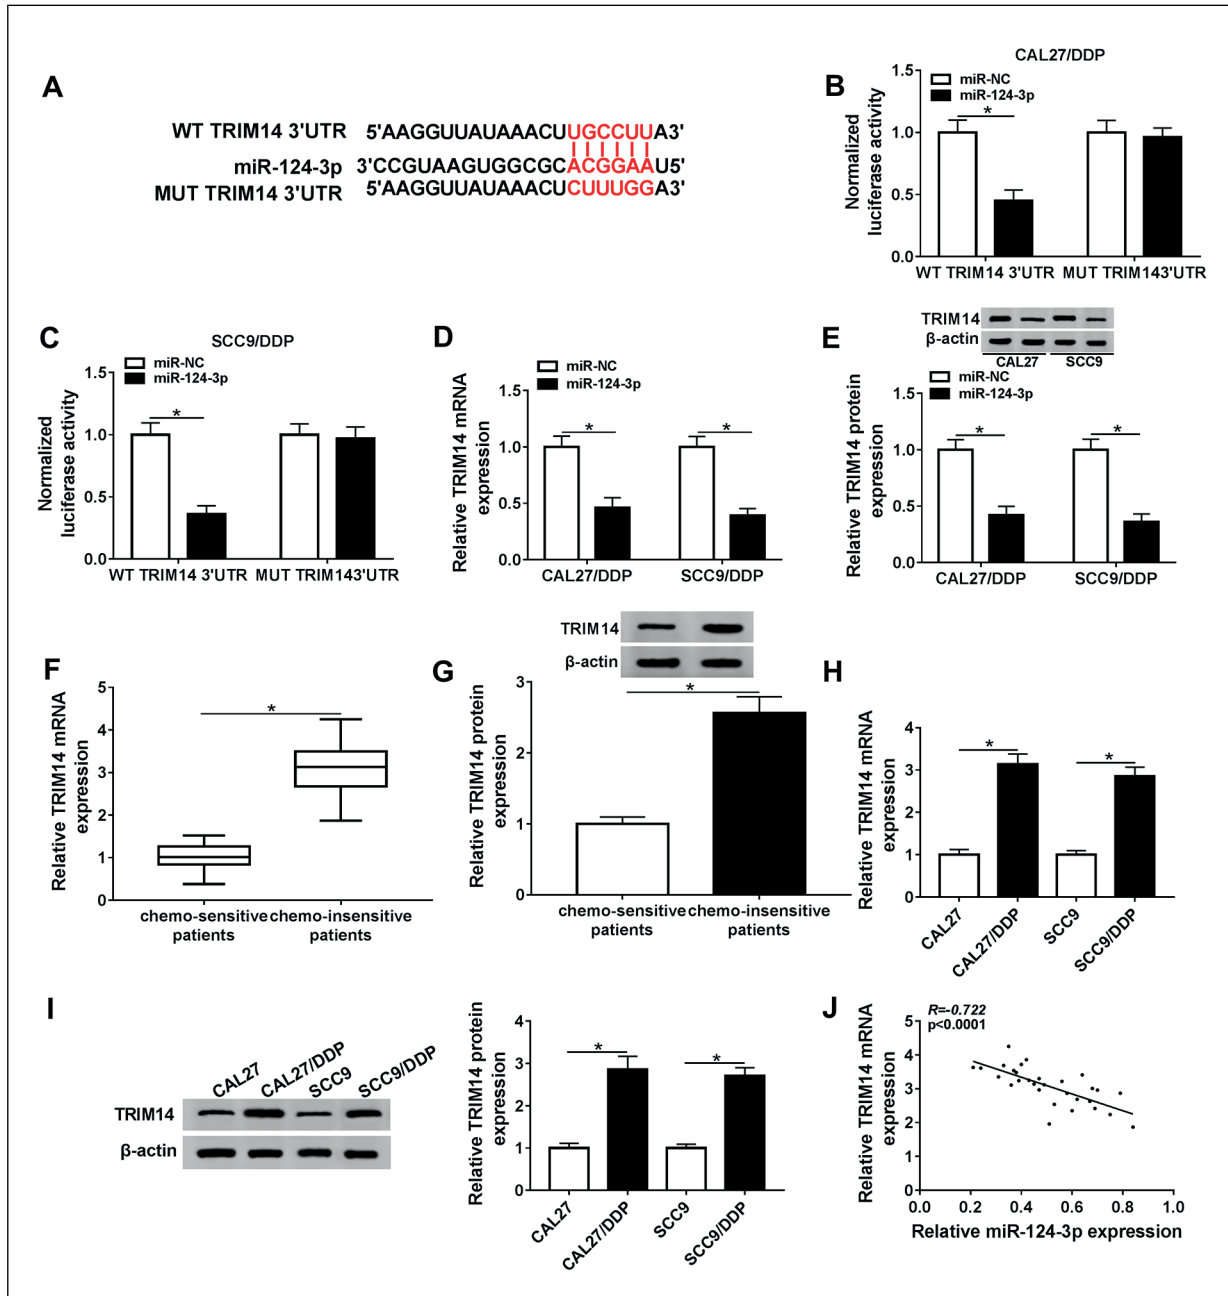 A
WT TRIM14 3'UTR 5'AAGGUUAUAAACUUGCCUUA3'
miR-124-3p 3'CCGUAAGUGGCGCACGGAAU5'
MUT TRIM14 3'UTR 5'AAGGUUAUAAACUCUUUGGA3'
B
CAL27/DDP
miR-NC
miR-124-3p
*
Normalized
luciferase activity
1.5
1.0
0.5
0.0
WT TRIM14 3'UTR MUT TRIM143'UTR
C
SCC9/DDP
miR-NC
miR-124-3p
*
Normalized
luciferase activity
1.5
1.0
0.5
0.0
WT TRIM14 3'UTR MUT TRIM143'UTR
D
miR-NC
miR-124-3p
* *
Relative TRIM14 mRNA
expression
1.5
1.0
0.5
0.0
CAL27/DDP SCC9/DDP
E
TRIM14
β-actin
CAL27 SCC9
miR-NC
miR-124-3p
* *
Relative TRIM14 protein
expression
1.5
1.0
0.5
0.0
CAL27/DDP SCC9/DDP
F
*
Relative TRIM14 mRNA
expression
5
4
3
2
1
0
chemo-sensitive chemo-insensitive
patients patients
G
TRIM14
β-actin
*
Relative TRIM14 protein
expression
3
2
1
0
chemo-sensitive chemo-insensitive
patients patients
H
* *
Relative TRIM14 mRNA
expression
4
3
2
1
0
CAL27 CAL27/DDP SCC9 SCC9/DDP
I
CAL27 CAL27/DDP SCC9 SCC9/DDP
TRIM14
β-actin
* *
Relative TRIM14 protein
expression
4
3
2
1
0
CAL27 CAL27/DDP SCC9 SCC9/DDP
J
R=-0.722
p<0.0001
Relative TRIM14 mRNA
expression
5
4
3
2
1
0
0.0 0.2 0.4 0.6 0.8 1.0
Relative miR-124-3p expression